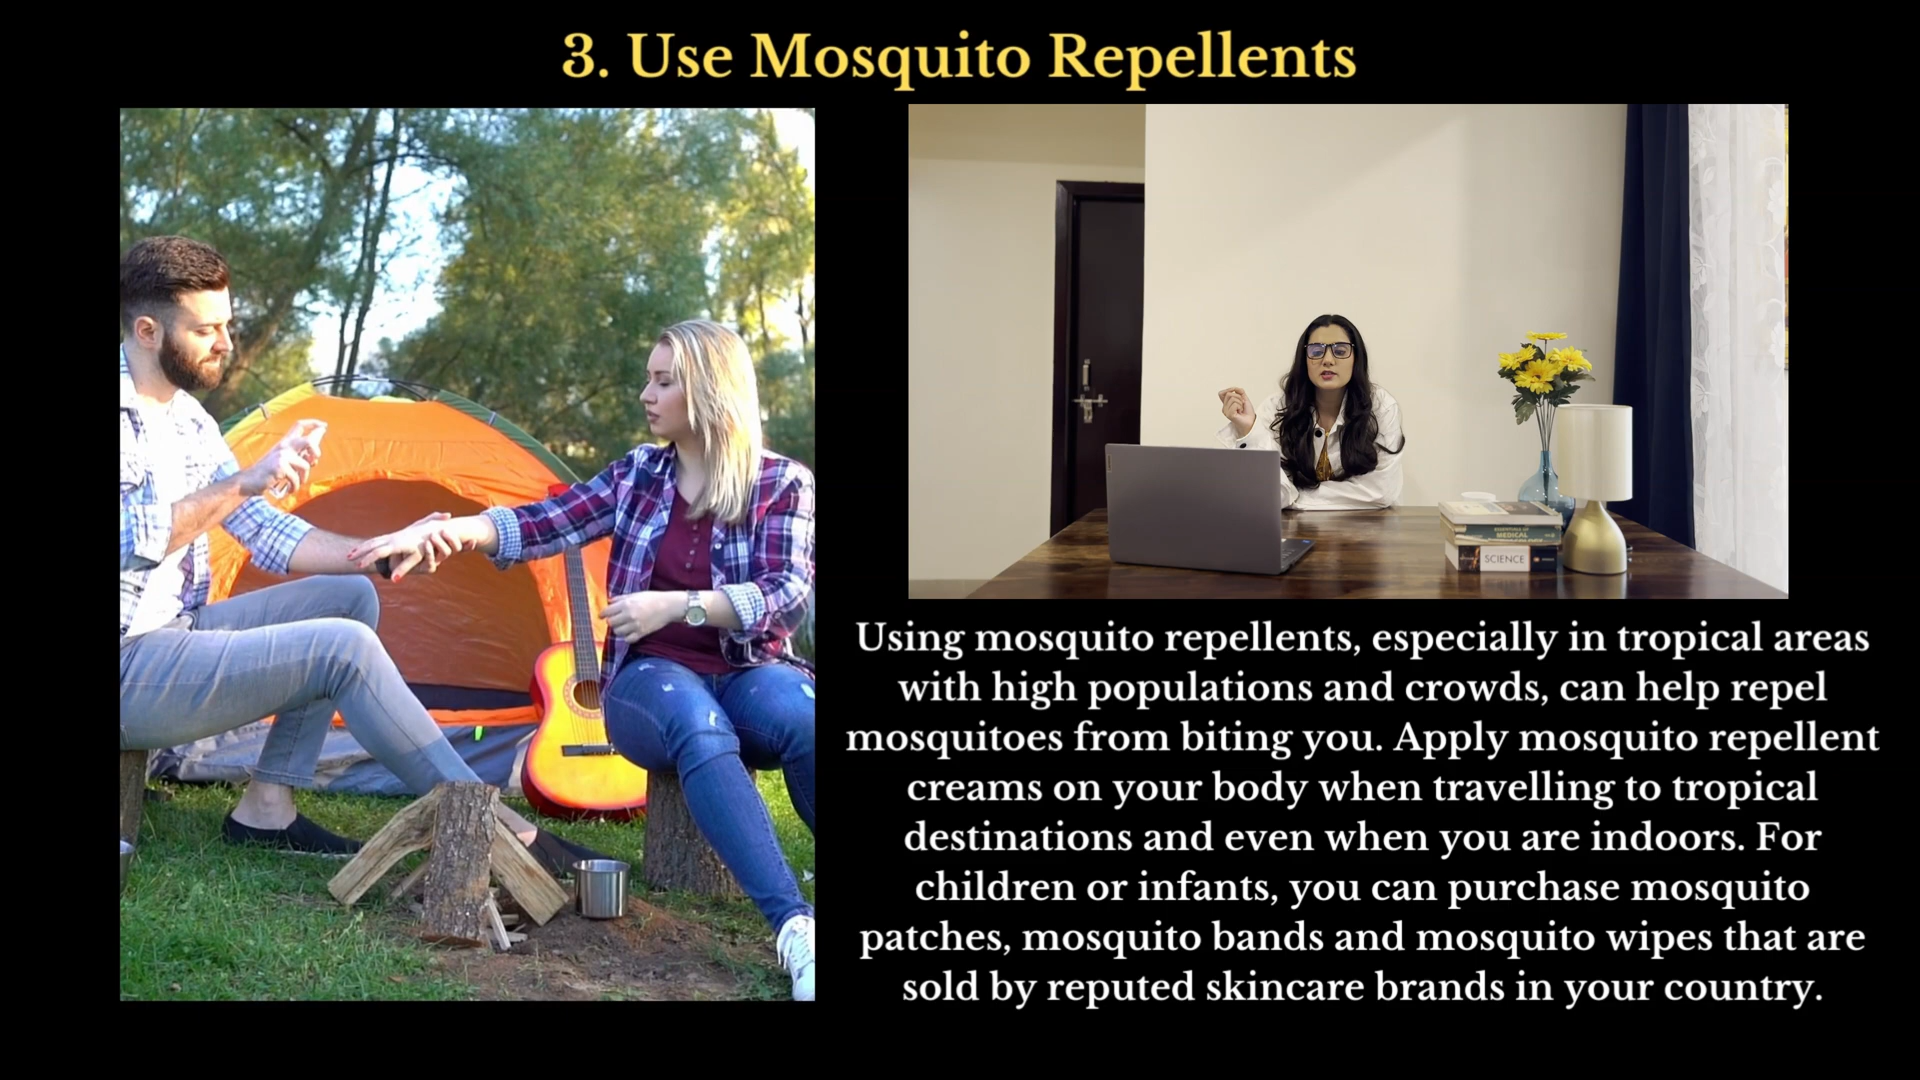 3. Use Mosquito Repellents
MEDICAL
SCIENCE
Using mosquito repellents, especially in tropical areas
with high populations and crowds, can help repel
mosquitoes from biting you. Apply mosquito repellent
creams on your body when travelling to tropical
destinations and even when you are indoors. For
children or infants, you can purchase mosquito
patches, mosquito bands and mosquito wipes that are
sold by reputed skincare brands in your country.